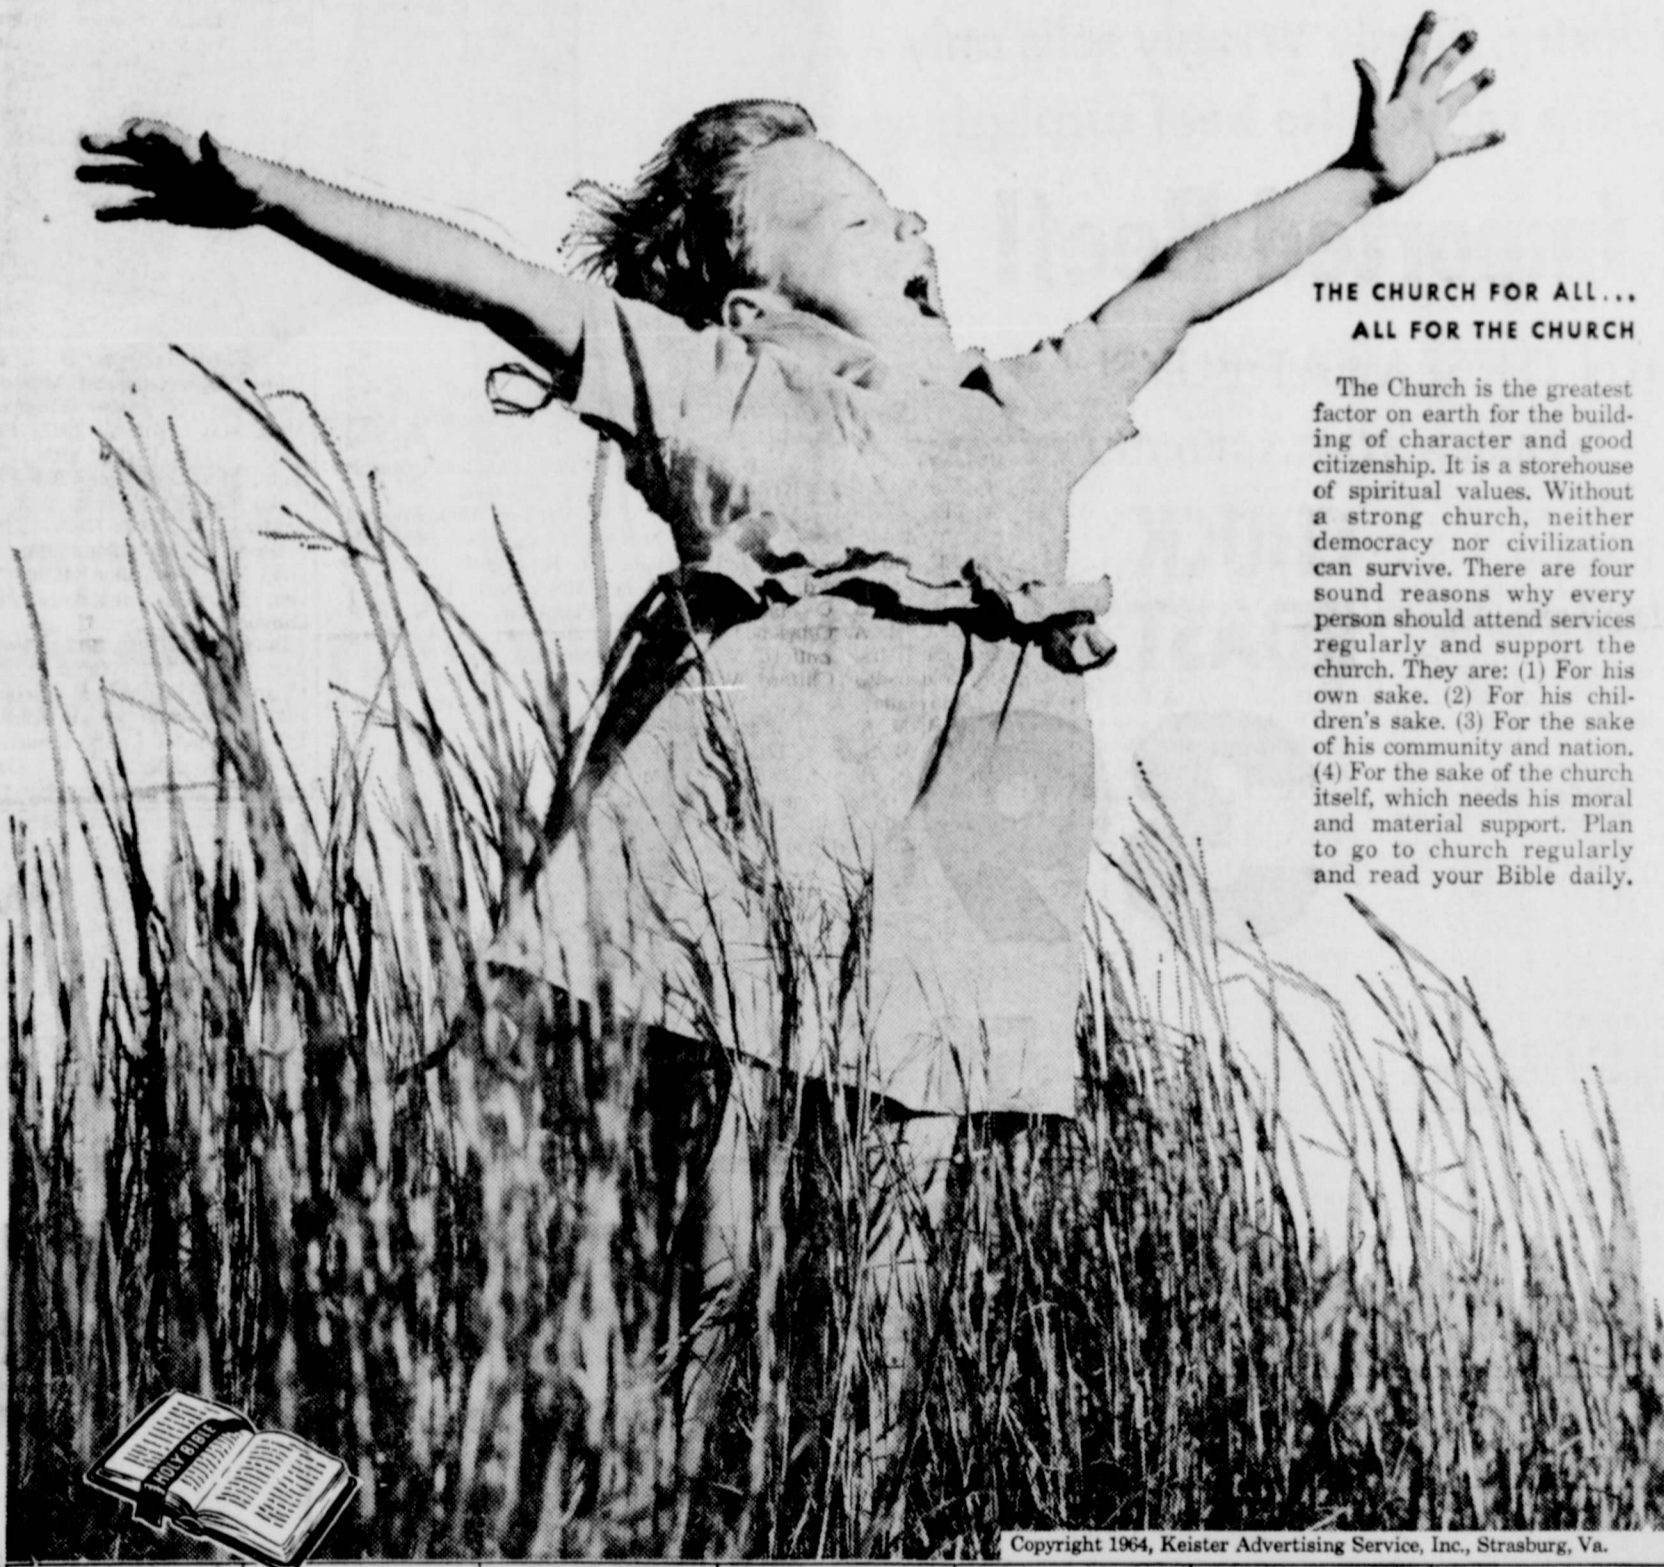 THE CHURCH FOR ALL...
ALL FOR THE CHURCH
The Church is the greatest
factor on earth for the build-
ing of character and good
citizenship. It is a storehouse
of spiritual values. Without
a strong church, neither
democracy nor civilization
can survive. There are four
sound reasons why every
person should attend services
regularly and support the
church. They are: (1) For his
own sake. (2) For his chil-
dren's sake. (3) For the sake
of his community and nation.
(4) For the sake of the church
itself, which needs his moral
and material support. Plan
to go to church regularly
and read your Bible daily.
HOLY BIBLE
Copyright 1964, Keister Advertising Service, Inc., Strasburg, Va.